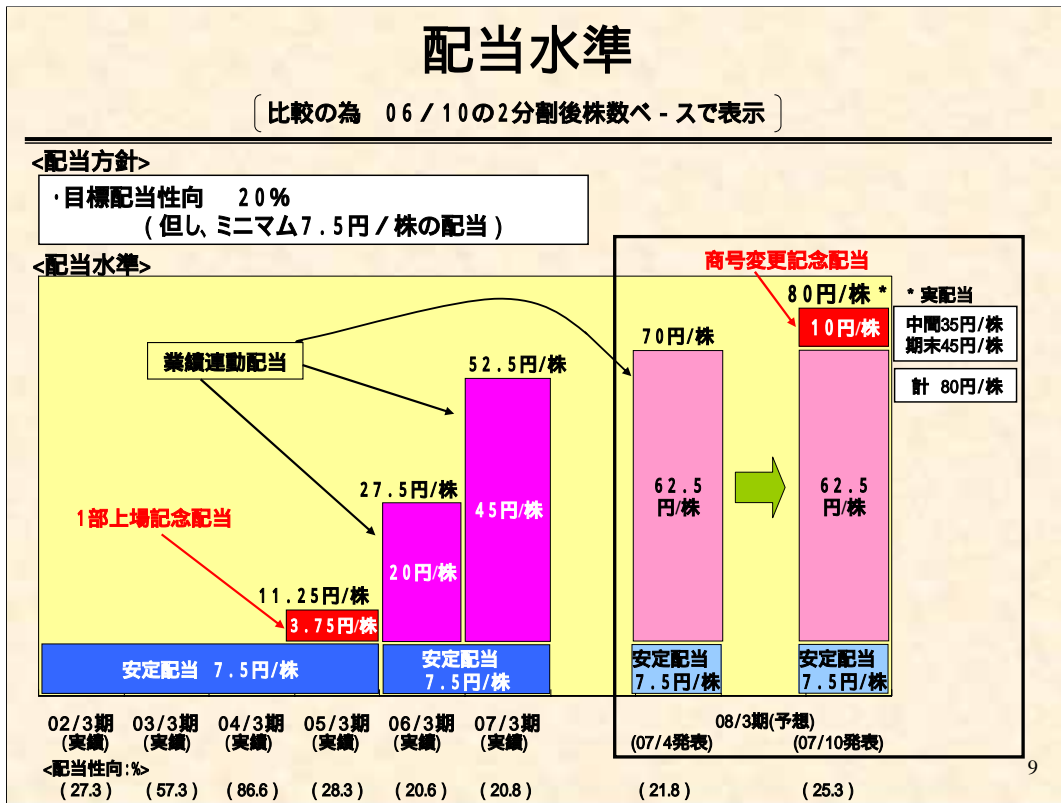 配当水準
比較の為　06/10の2分割後株数ベ-スで表示
<配当方針>
・目標配当性向　20%
(但し、ミニマム7.5円/株の配当)
<配当水準>
商号変更記念配当
80円/株 *
* 実配当
10円/株
中間35円/株
期末45円/株
計 80円/株
70円/株
業績連動配当
52.5円/株
62.5
円/株
62.5
円/株
27.5円/株
45円/株
1部上場記念配当
20円/株
11.25円/株
3.75円/株
安定配当 7.5円/株
安定配当
7.5円/株
安定配当
7.5円/株
安定配当
7.5円/株
02/3期 03/3期 04/3期 05/3期 06/3期 07/3期 08/3期(予想)
(実績) (実績) (実績) (実績) (実績) (実績) (07/4発表) (07/10発表)
<配当性向:%>
(27.3) (57.3) (86.6) (28.3) (20.6) (20.8) (21.8) (25.3)
9